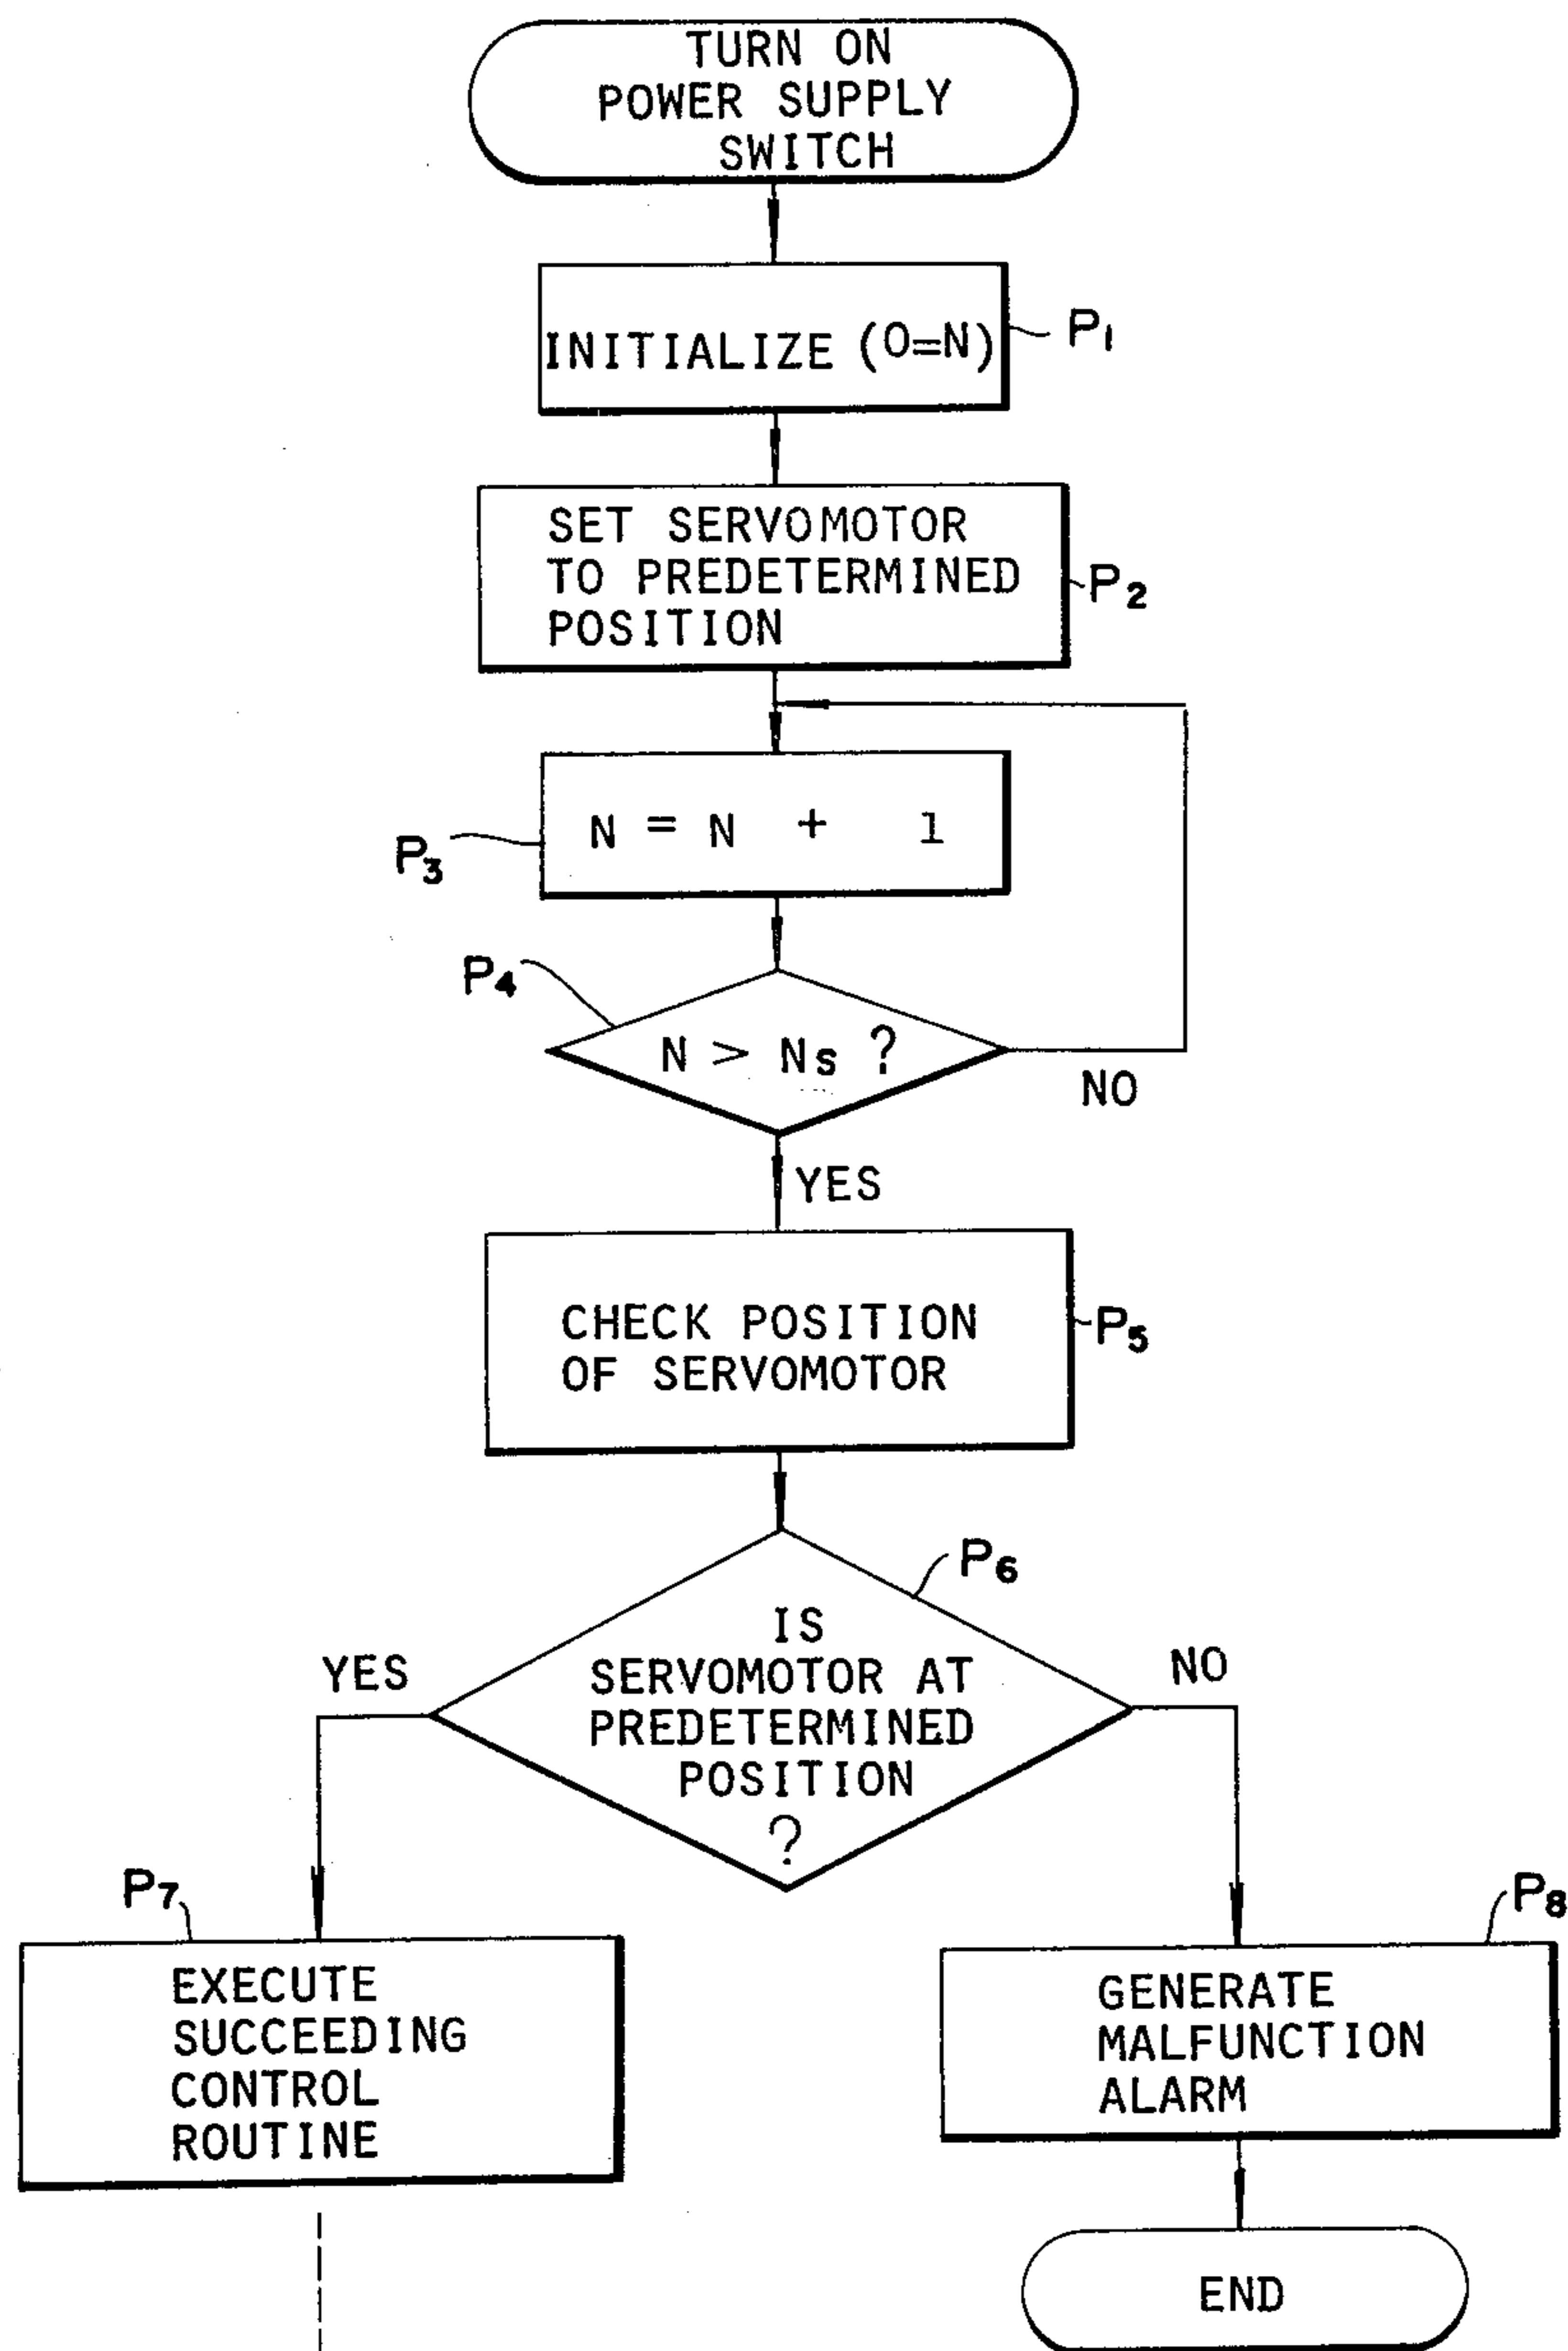 TURN ON
POWER SUPPLY
SWITCH
INITIALIZE (0=N)
P1
SET SERVOMOTOR
TO PREDETERMINED
POSITION
P2
N = N + 1
P3
P4
N > Ns ?
NO
YES
CHECK POSITION
OF SERVOMOTOR
P5
P6
IS
SERVOMOTOR AT
PREDETERMINED
POSITION
?
YES
NO
P7
EXECUTE
SUCCEEDING
CONTROL
ROUTINE
P8
GENERATE
MALFUNCTION
ALARM
END